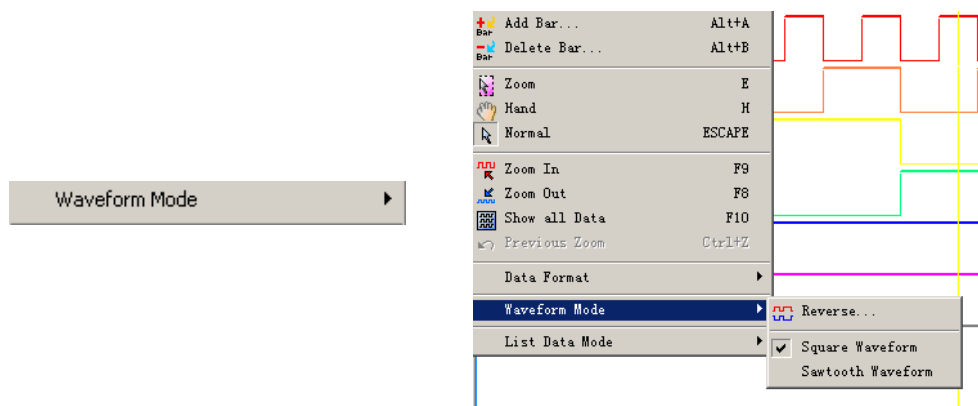 Waveform Mode
Bar Add Bar... Alt+A
Bar Delete Bar... Alt+B
Zoom E
Hand H
Normal ESCAPE
Zoom In F9
Zoom Out F8
Show all Data F10
Previous Zoom Ctrl+Z
Data Format
Waveform Mode
Reverse...
List Data Mode
Square Waveform
Sawtooth Waveform